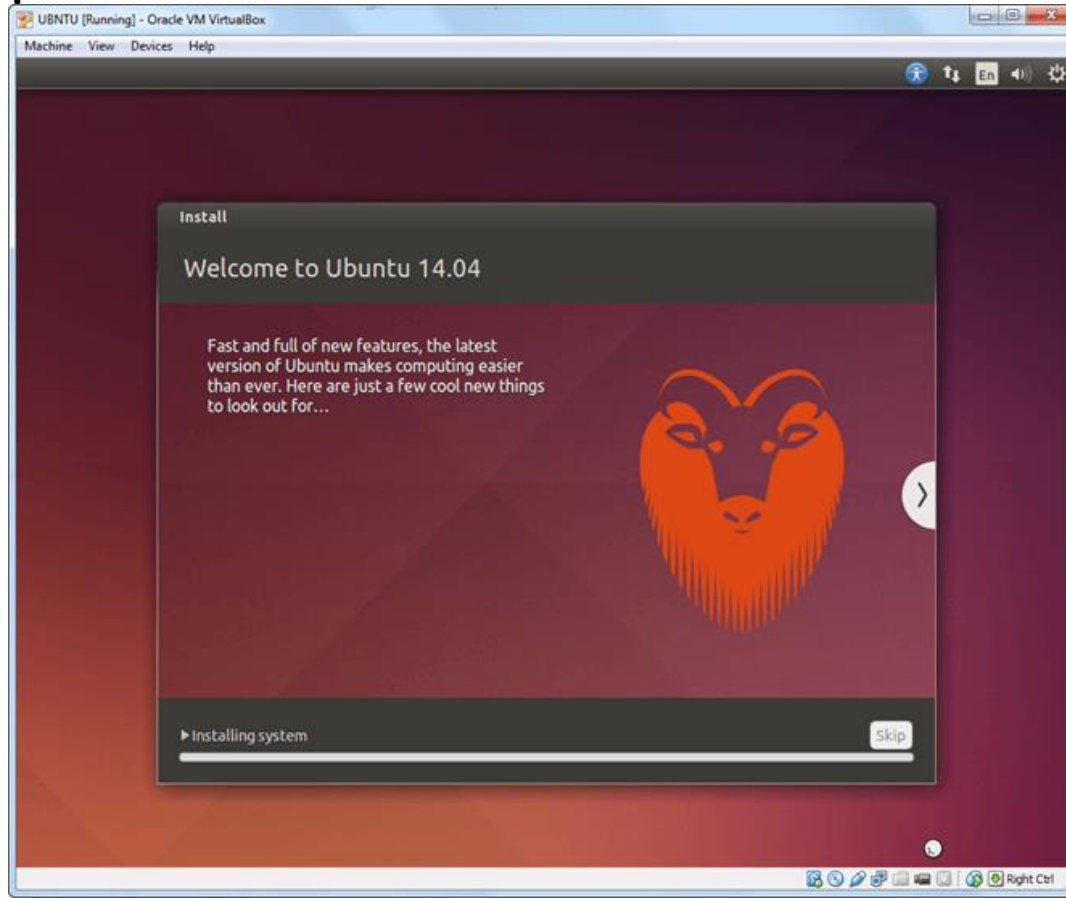 UBNTU [Running] - Oracle VM VirtualBox
Machine View Devices Help
En
Install
Welcome to Ubuntu 14.04
Fast and full of new features, the latest
version of Ubuntu makes computing easier
than ever. Here are just a few cool new things
to look out for...
Installing system
Skip
Right Ctrl